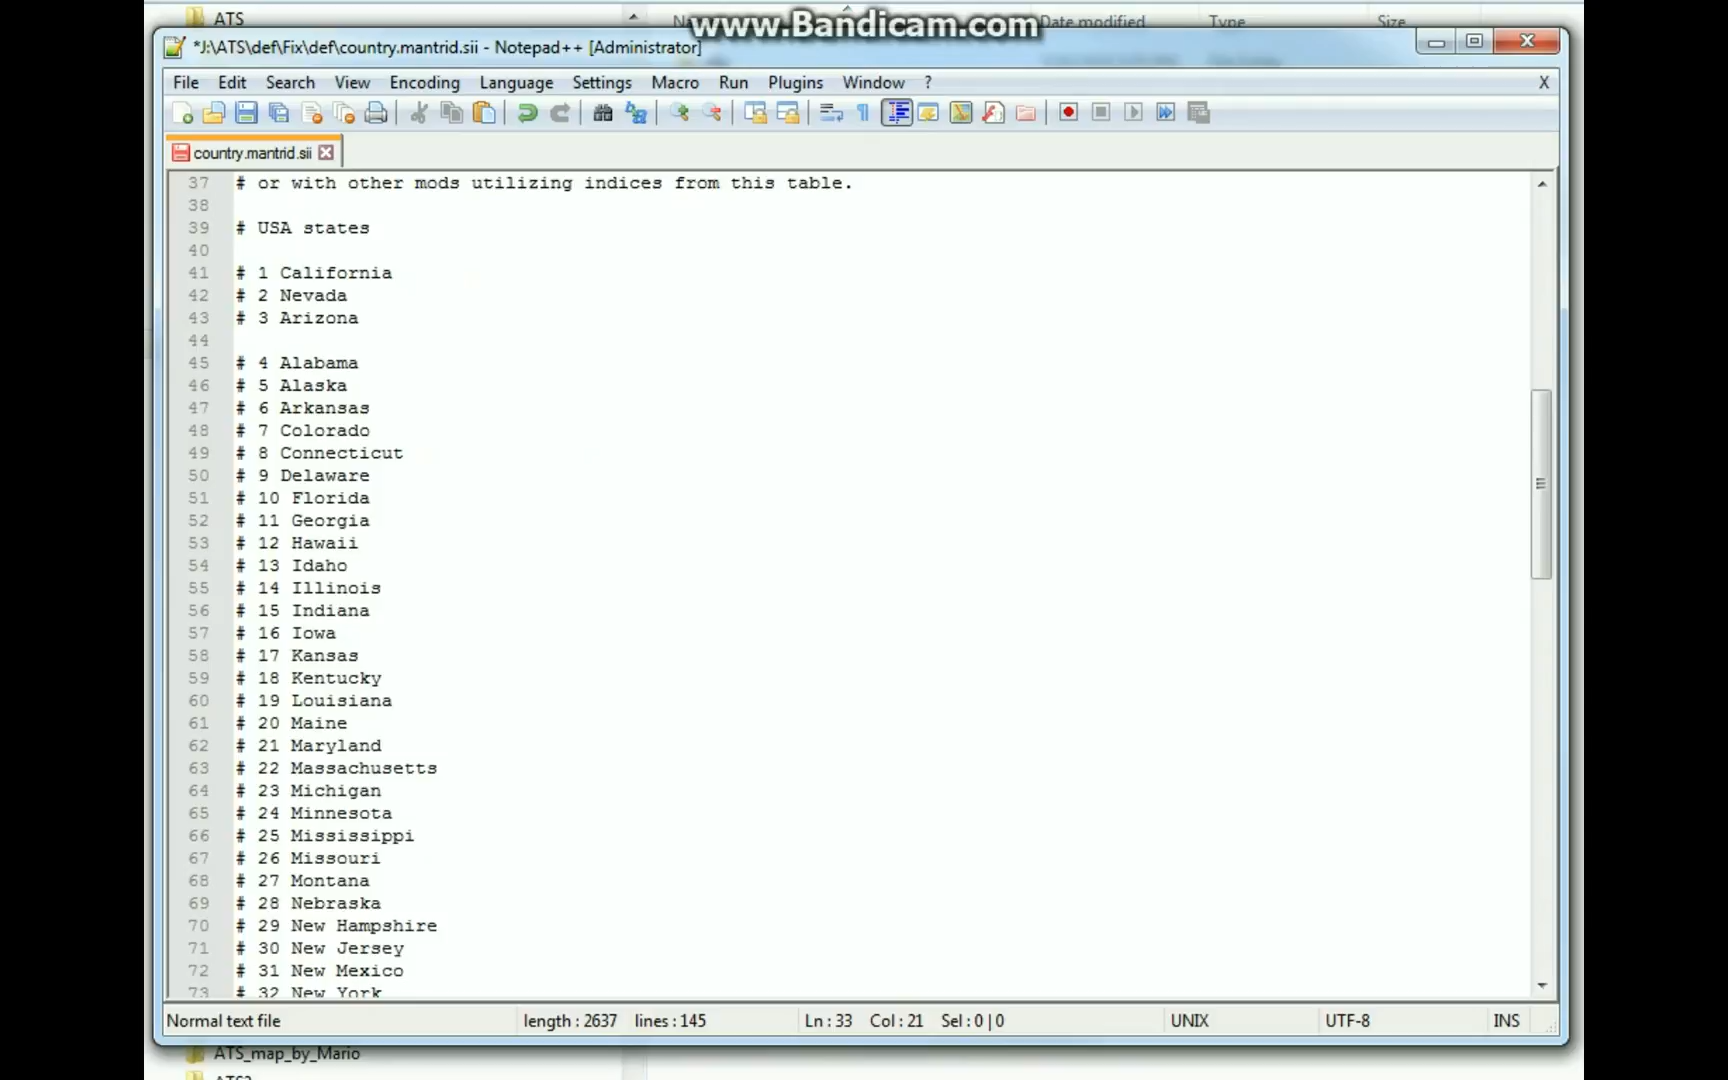 ATS
www.Bandicam.com
Date modified Type Size
*J:\ATS\def\Fix\def\country.mantrid.sii - Notepad++ [Administrator]
File Edit Search View Encoding Language Settings Macro Run Plugins Window ? X
country.mantrid.sii
37 # or with other mods utilizing indices from this table.
38
39 # USA states
40
41 # 1 California
42 # 2 Nevada
43 # 3 Arizona
44
45 # 4 Alabama
46 # 5 Alaska
47 # 6 Arkansas
48 # 7 Colorado
49 # 8 Connecticut
50 # 9 Delaware
51 # 10 Florida
52 # 11 Georgia
53 # 12 Hawaii
54 # 13 Idaho
55 # 14 Illinois
56 # 15 Indiana
57 # 16 Iowa
58 # 17 Kansas
59 # 18 Kentucky
60 # 19 Louisiana
61 # 20 Maine
62 # 21 Maryland
63 # 22 Massachusetts
64 # 23 Michigan
65 # 24 Minnesota
66 # 25 Mississippi
67 # 26 Missouri
68 # 27 Montana
69 # 28 Nebraska
70 # 29 New Hampshire
71 # 30 New Jersey
72 # 31 New Mexico
73 # 32 New York
Normal text file length : 2637 lines : 145 Ln : 33 Col : 21 Sel : 0 | 0 UNIX UTF-8 INS
ATS_map_by_Mario